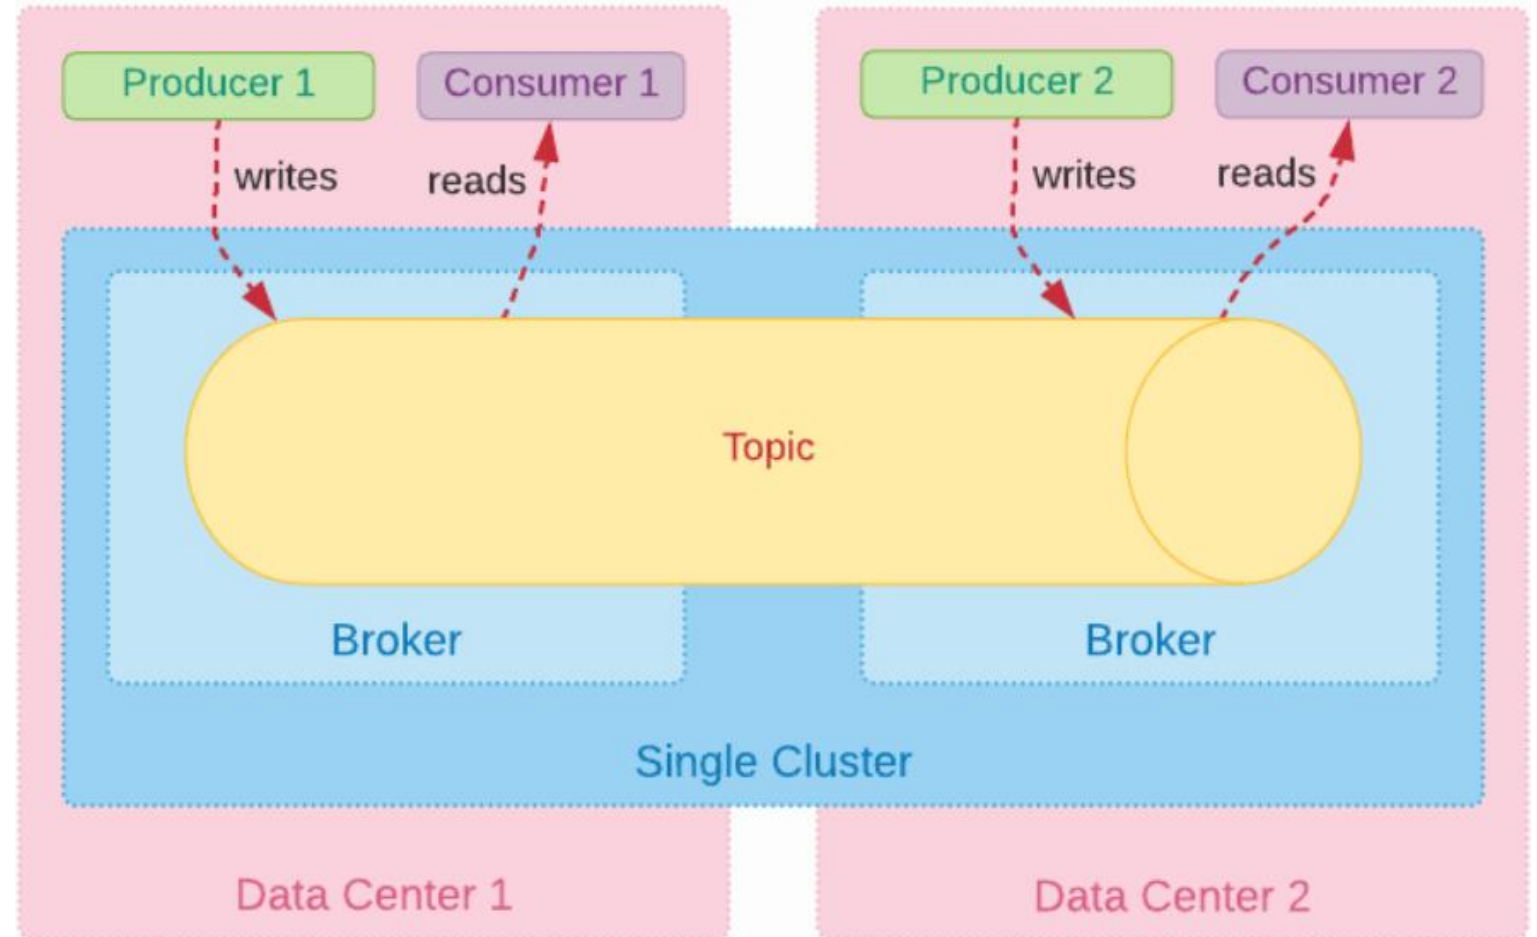 Producer 1
Consumer 1
Producer 2
Consumer 2
writes
reads
writes
reads
Topic
Broker
Broker
Single Cluster
Data Center 1
Data Center 2